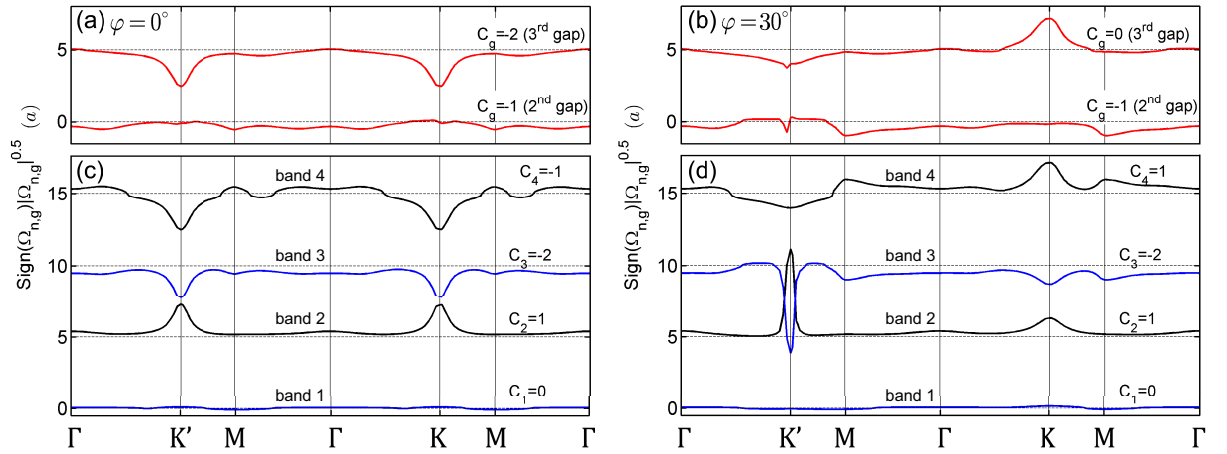 (a) φ = 0°
C_g=-2 (3rd gap)
5
C_g=-1 (2nd gap)
0
Sign(Ω_n,g)|Ω_n,g|^0.5 (a)
(c)
band 4
C_4=-1
15
band 3
C_3=-2
10
band 2
C_2=1
5
band 1
C_1=0
0
Γ K' M Γ K M Γ
(b) φ = 30°
C_g=0 (3rd gap)
5
C_g=-1 (2nd gap)
0
Sign(Ω_n,g)|Ω_n,g|^0.5 (a)
(d)
band 4
C_4=1
15
band 3
C_3=-2
10
band 2
C_2=1
5
band 1
C_1=0
0
Γ K' M Γ K M Γ